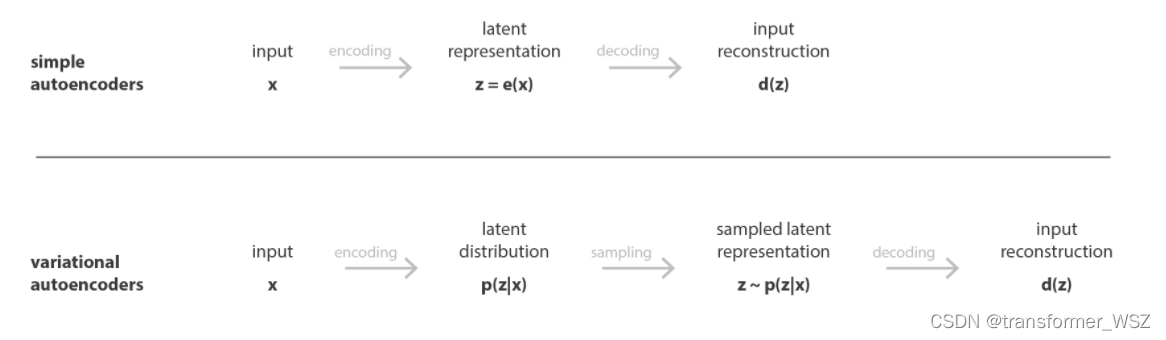 simple
autoencoders
input
x
encoding
latent
representation
z = e(x)
decoding
input
reconstruction
d(z)
variational
autoencoders
input
x
encoding
latent
distribution
p(z|x)
sampling
sampled latent
representation
z ~ p(z|x)
decoding
input
reconstruction
d(z)
CSDN @transformer_WSZ